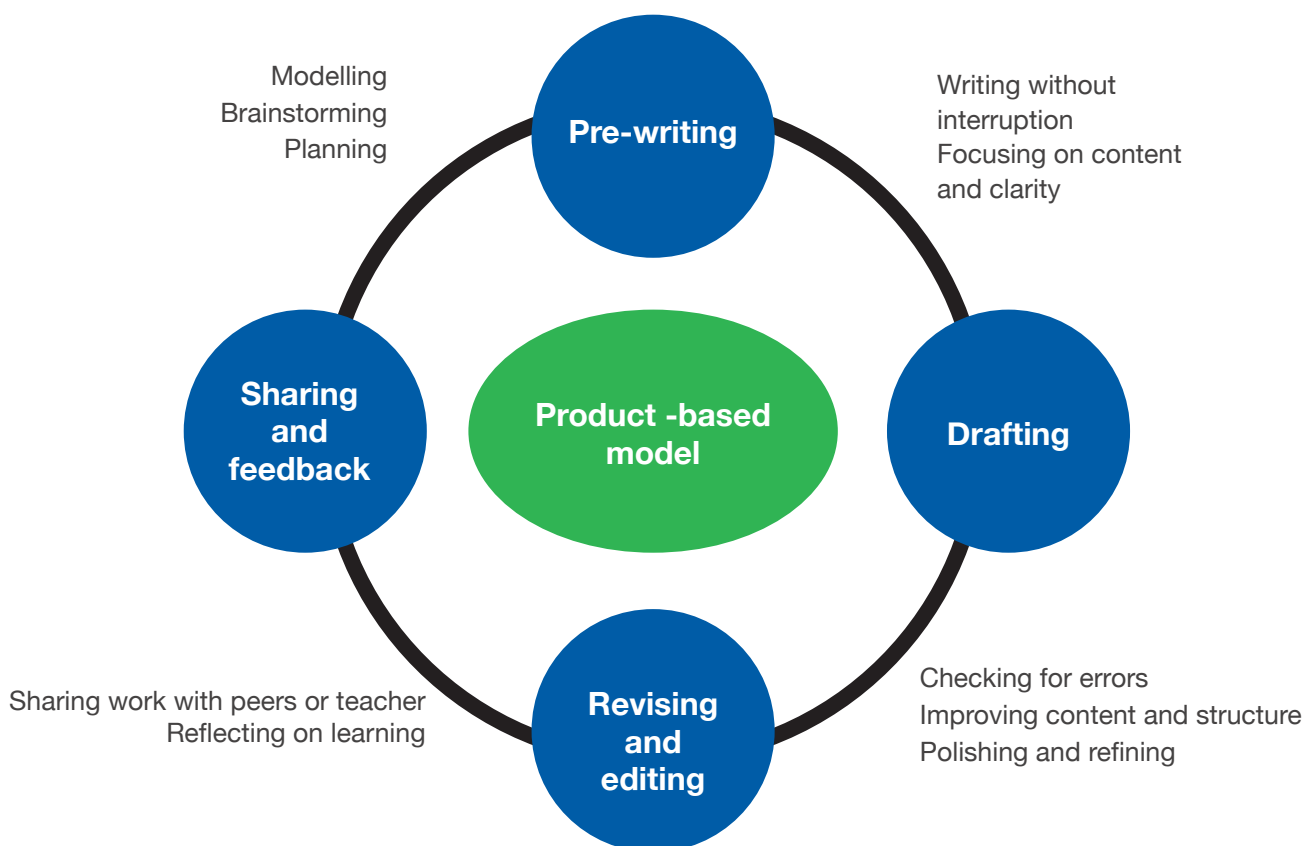 Modelling
Brainstorming
Planning
Pre-writing
Writing without
interruption
Focusing on content
and clarity
Sharing
and
feedback
Product -based
model
Drafting
Sharing work with peers or teacher
Reflecting on learning
Revising
and
editing
Checking for errors
Improving content and structure
Polishing and refining